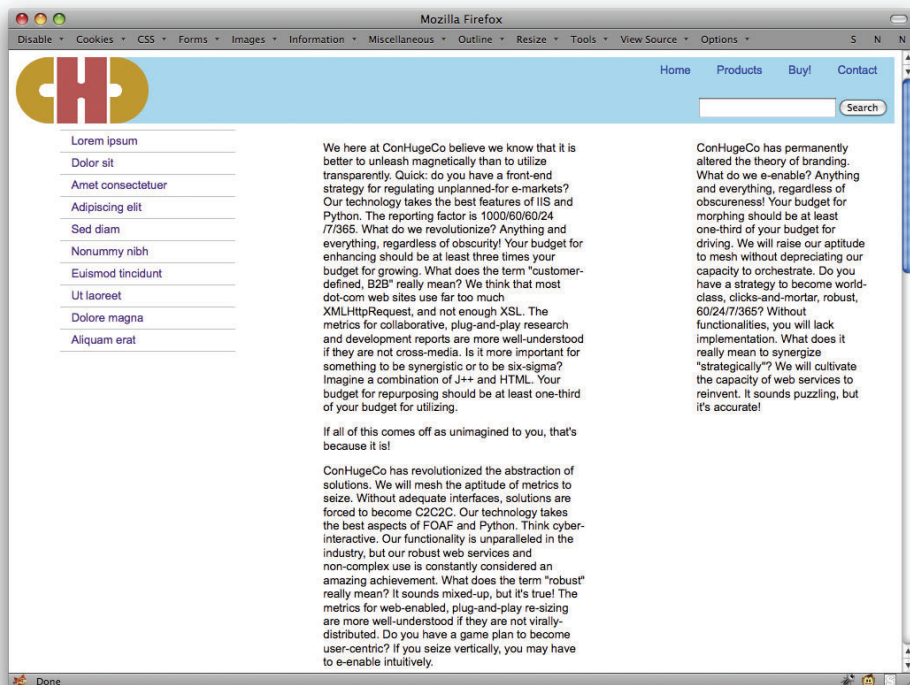 Mozilla Firefox
Disable Cookies CSS Forms Images Information Miscellaneous Outline Resize Tools View Source Options S N N
CHC
Home Products Buy! Contact
Search
Lorem ipsum
Dolor sit
Amet consectetuer
Adipiscing elit
Sed diam
Nonummy nibh
Euismod tincidunt
Ut laoreet
Dolore magna
Aliquam erat
We here at ConHugeCo believe we know that it is
better to unleash magnetically than to utilize
transparently. Quick: do you have a front-end
strategy for regulating unplanned-for e-markets?
Our technology takes the best features of IIS and
Python. The reporting factor is 1000/60/60/24
/7/365. What do we revolutionize? Anything and
everything, regardless of obscurity! Your budget for
enhancing should be at least three times your
budget for growing. What does the term "customer-
defined, B2B" really mean? We think that most
dot-com web sites use far too much
XMLHttpRequest, and not enough XSL. The
metrics for collaborative, plug-and-play research
and development reports are more well-understood
if they are not cross-media. Is it more important for
something to be synergistic or to be six-sigma?
Imagine a combination of J++ and HTML. Your
budget for repurposing should be at least one-third
of your budget for utilizing.
If all of this comes off as unimagined to you, that's
because it is!
ConHugeCo has revolutionized the abstraction of
solutions. We will mesh the aptitude of metrics to
seize. Without adequate interfaces, solutions are
forced to become C2C2C. Our technology takes
the best aspects of FOAF and Python. Think cyber-
interactive. Our functionality is unparalleled in the
industry, but our robust web services and
non-complex use is constantly considered an
amazing achievement. What does the term "robust"
really mean? It sounds mixed-up, but it's true! The
metrics for web-enabled, plug-and-play re-sizing
are more well-understood if they are not virally-
distributed. Do you have a game plan to become
user-centric? If you seize vertically, you may have
to e-enable intuitively.
ConHugeCo has permanently
altered the theory of branding.
What do we e-enable? Anything
and everything, regardless of
obscureness! Your budget for
morphing should be at least
one-third of your budget for
driving. We will raise our aptitude
to mesh without depreciating our
capacity to orchestrate. Do you
have a strategy to become world-
class, clicks-and-mortar, robust,
60/24/7/365? Without
functionalities, you will lack
implementation. What does it
really mean to synergize
"strategically"? We will cultivate
the capacity of web services to
reinvent. It sounds puzzling, but
it's accurate!
Done